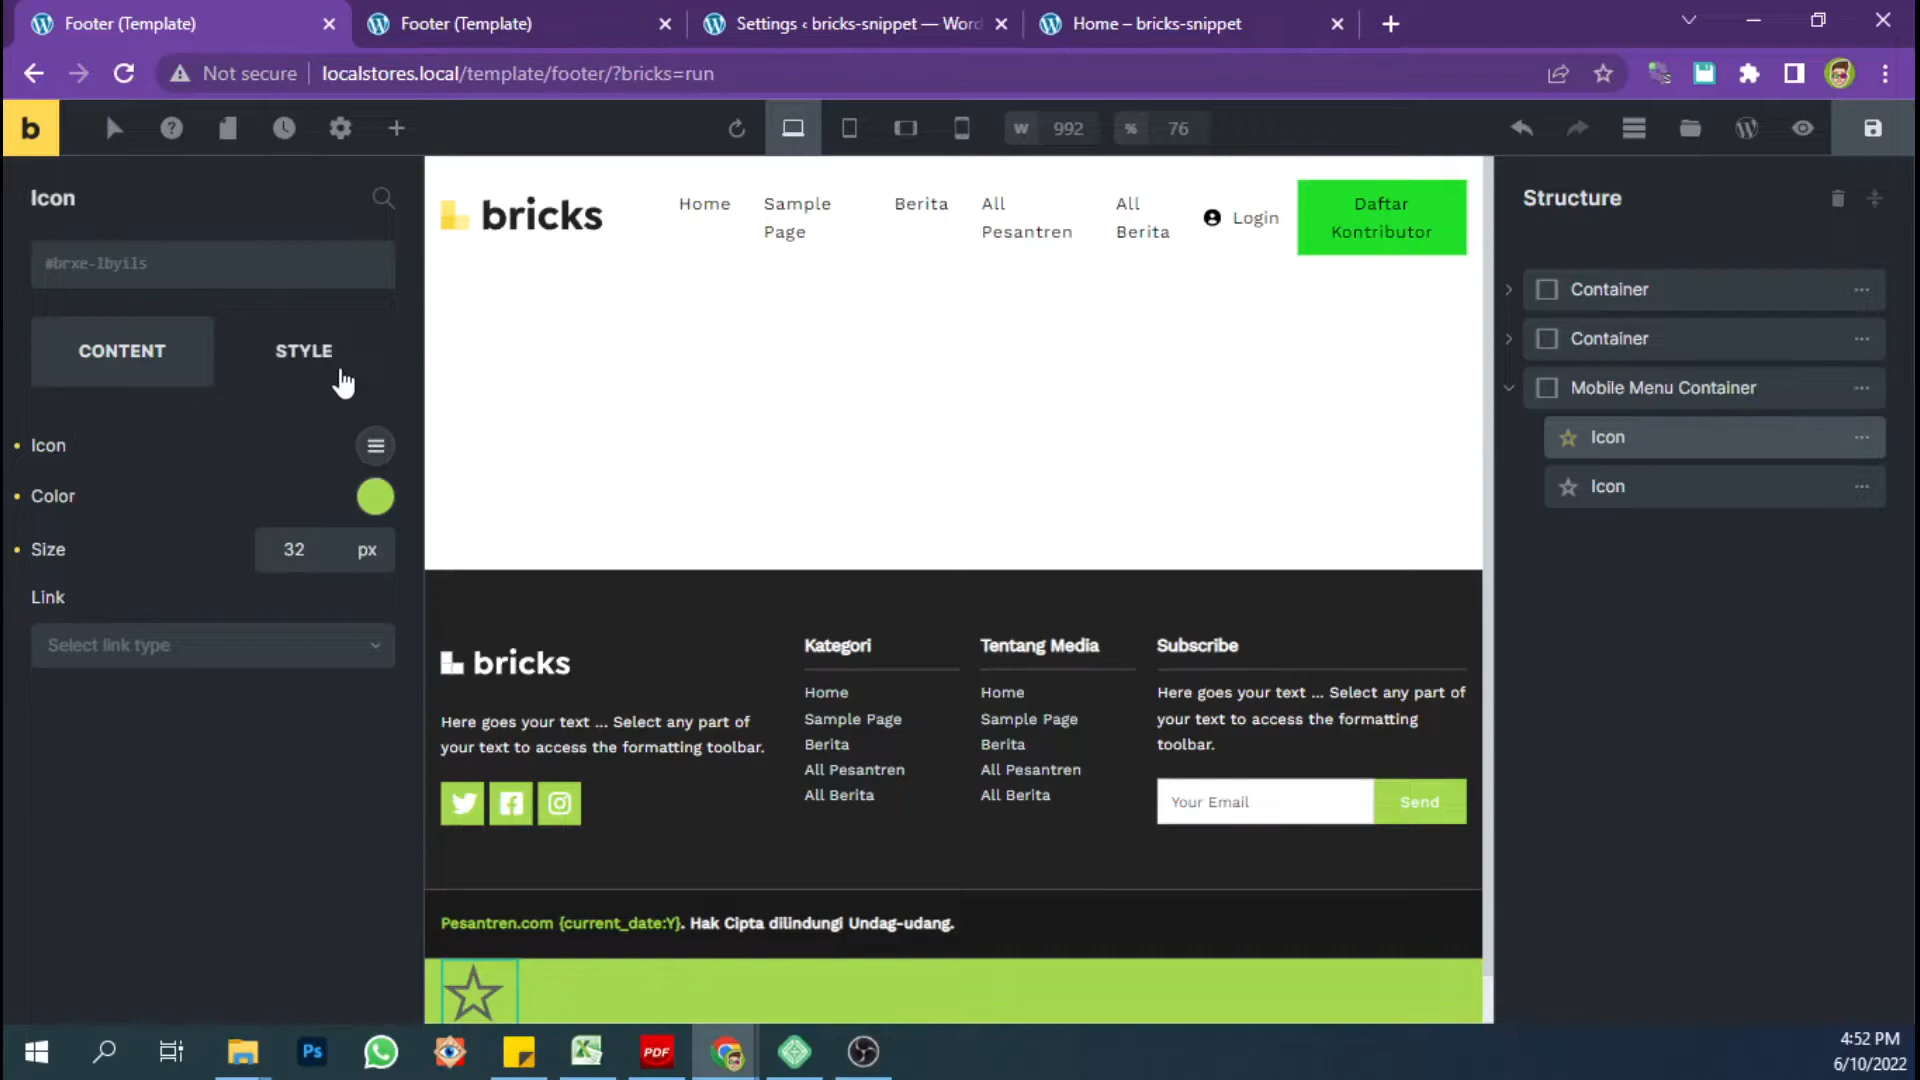 Footer (Template)
Footer (Template)
Settings ‹ bricks-snippet — Word
Home – bricks-snippet
Not secure
localstores.local/template/footer/?bricks=run
b
W 992
% 76
Icon
#brxe-lbyils
CONTENT
STYLE
Icon
Color
Size
32 px
Link
Select link type
bricks
Home
Sample Page
Berita
All Pesantren
All Berita
Login
Daftar Kontributor
bricks
Here goes your text ... Select any part of
your text to access the formatting toolbar.
Kategori
Home
Sample Page
Berita
All Pesantren
All Berita
Tentang Media
Home
Sample Page
Berita
All Pesantren
All Berita
Subscribe
Here goes your text ... Select any part of
your text to access the formatting
toolbar.
Your Email
Send
Pesantren.com {current_date:Y}. Hak Cipta dilindungi Undag-udang.
Structure
Container
Container
Mobile Menu Container
Icon
Icon
Ps
PDF
4:52 PM
6/10/2022